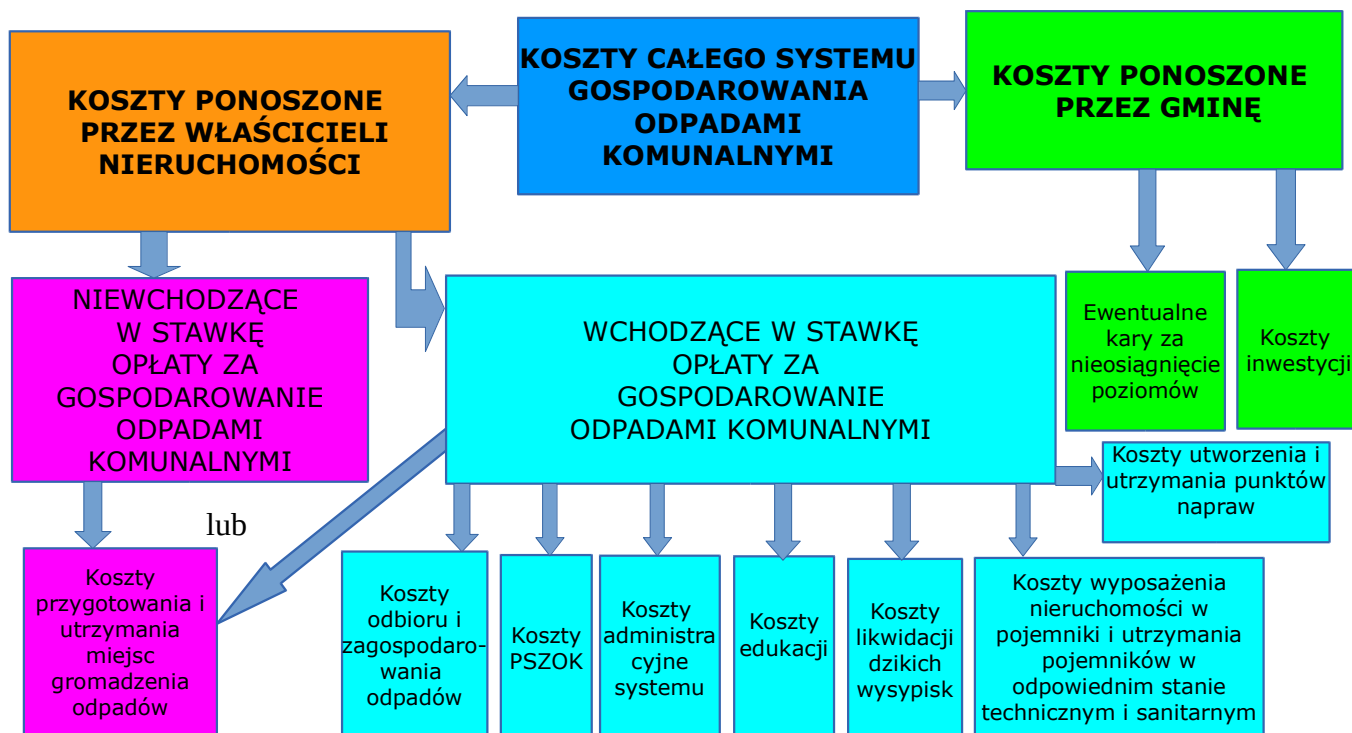 KOSZTY CAŁEGO SYSTEMU
GOSPODAROWANIA
ODPADAMI
KOMUNALNYMI
KOSZTY PONOSZONE
PRZEZ WŁAŚCICIELI
NIERUCHOMOŚCI
KOSZTY PONOSZONE
PRZEZ GMINĘ
NIEWCHODZĄCE
W STAWKĘ
OPŁATY ZA
GOSPODAROWANIE
ODPADAMI
KOMUNALNYMI
WCHODZĄCE W STAWKĘ
OPŁATY ZA
GOSPODAROWANIE
ODPADAMI KOMUNALNYMI
Ewentualne
kary za
nieosiągnięcie
poziomów
Koszty
inwestycji
Koszty utworzenia i
utrzymania punktów
napraw
lub
Koszty
przygotowania i
utrzymania
miejsc
gromadzenia
odpadów
Koszty
odbioru i
zagospodaro-
wania
odpadów
Koszty
PSZOK
Koszty
administra
cyjne
systemu
Koszty
edukacji
Koszty
likwidacji
dzikich
wysypisk
Koszty wyposażenia
nieruchomości w
pojemniki i utrzymania
pojemników w
odpowiednim stanie
technicznym i sanitarnym